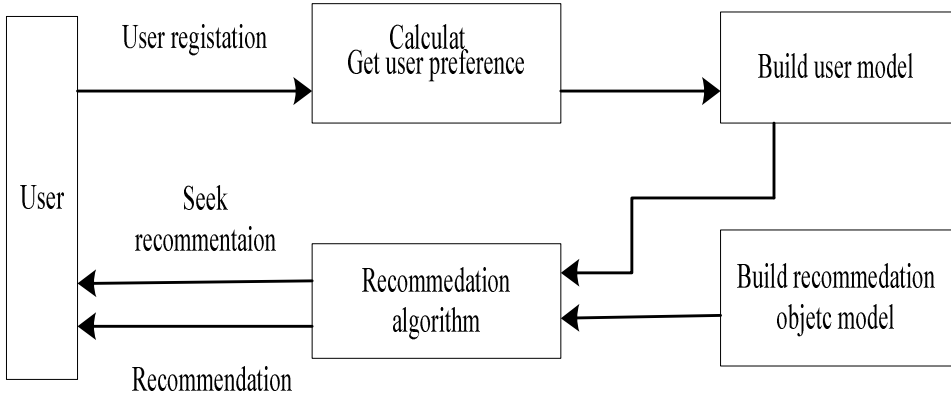 User registation
Calculat
Get user preference
Build user model
User
Seek
recommentaion
Recommedation
algorithm
Build recommedation
objetc model
Recommendation